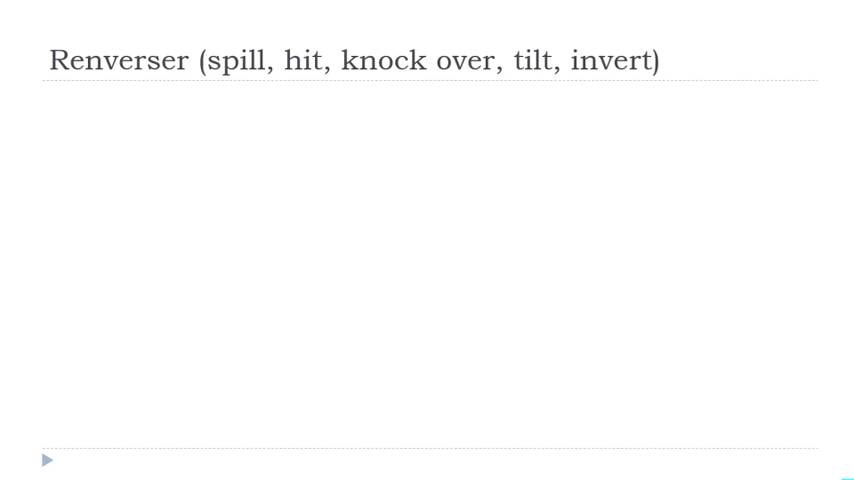 Renverser (spill, hit, knock over, tilt, invert)